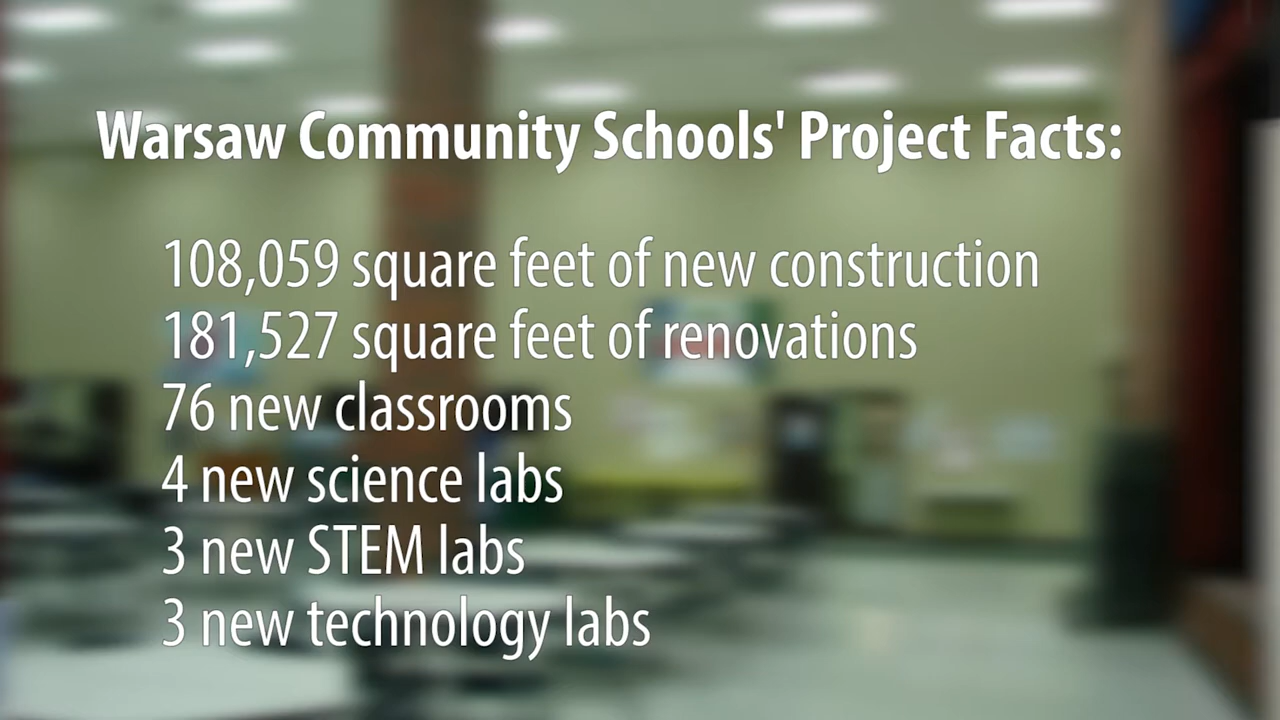 Warsaw Community Schools' Project Facts:
108,059 square feet of new construction
181,527 square feet of renovations
76 new classrooms
4 new science labs
3 new STEM labs
3 new technology labs